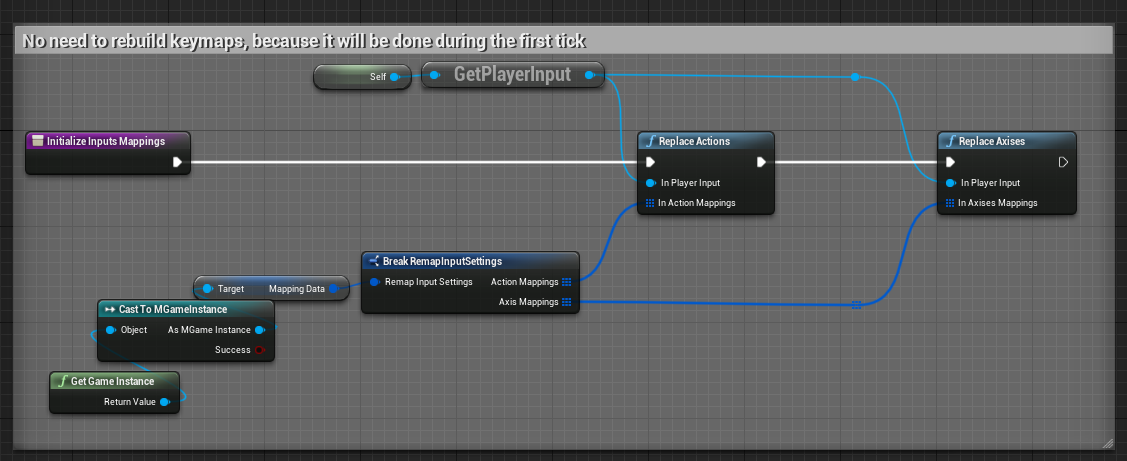 No need to rebuild keymaps, because it will be done during the first tick
Self
GetPlayerInput
Initialize Inputs Mappings
Replace Actions
In Player Input
In Action Mappings
Replace Axises
In Player Input
In Axises Mappings
Break RemapInputSettings
Remap Input Settings
Action Mappings
Axis Mappings
Target
Mapping Data
Cast To MGameInstance
Object
As MGame Instance
Success
Get Game Instance
Return Value